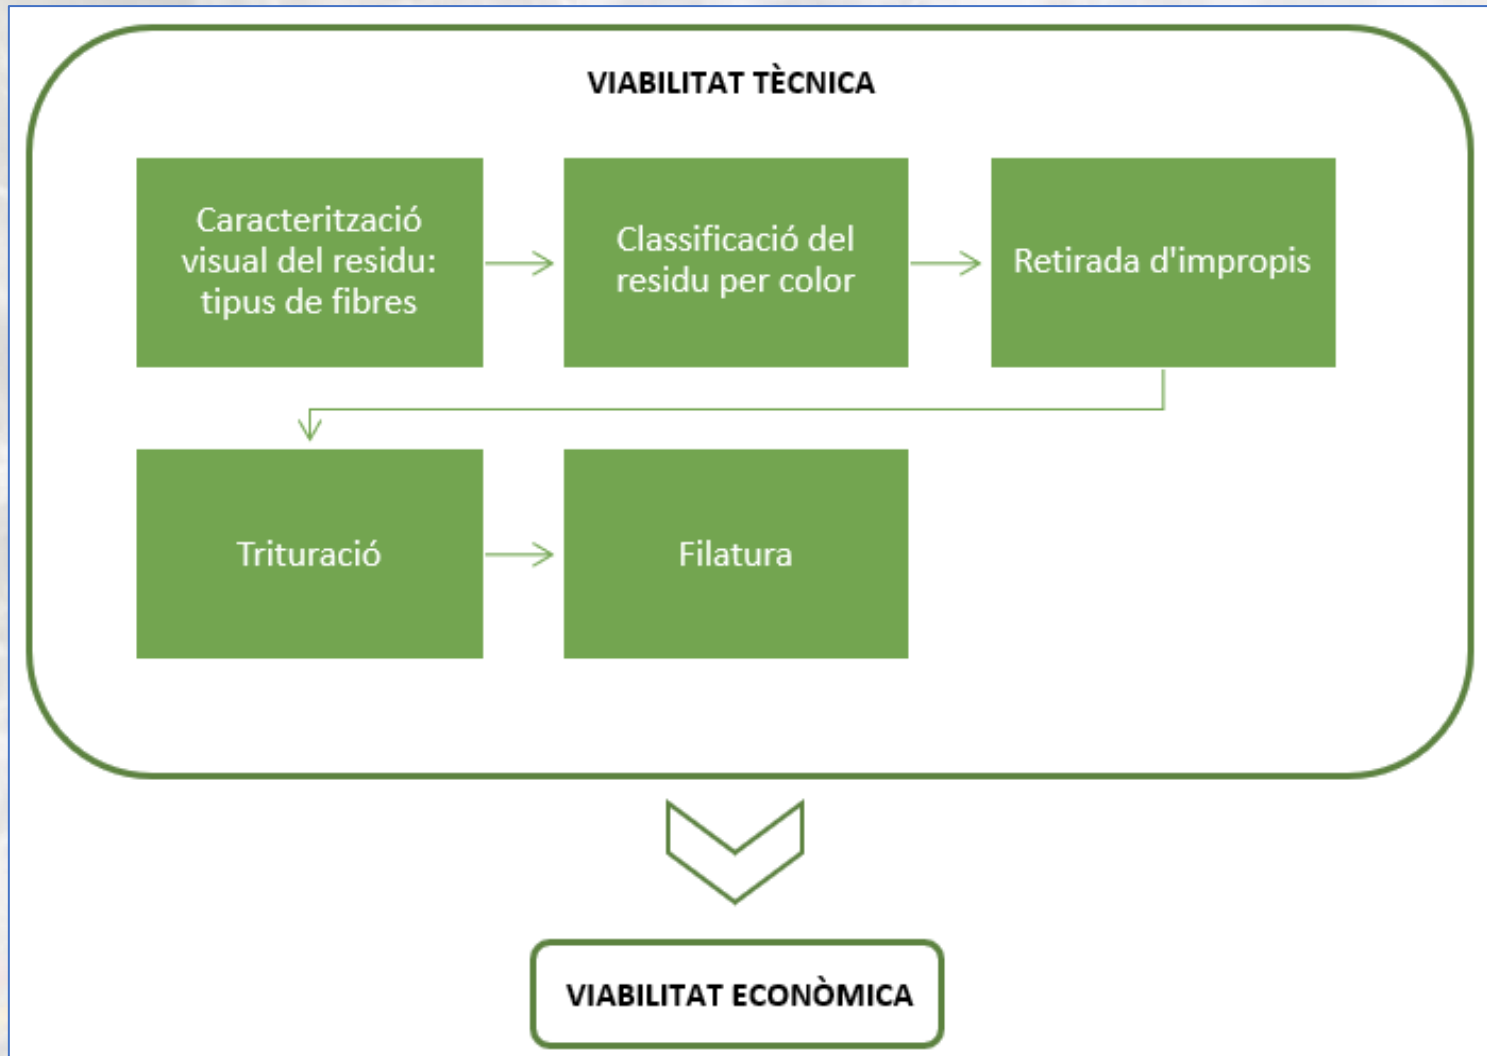 VIABILITAT TÈCNICA
Caracterització
visual del residu:
tipus de fibres
Classificació del
residu per color
Retirada d'impropis
Trituració
Filatura
VIABILITAT ECONÒMICA